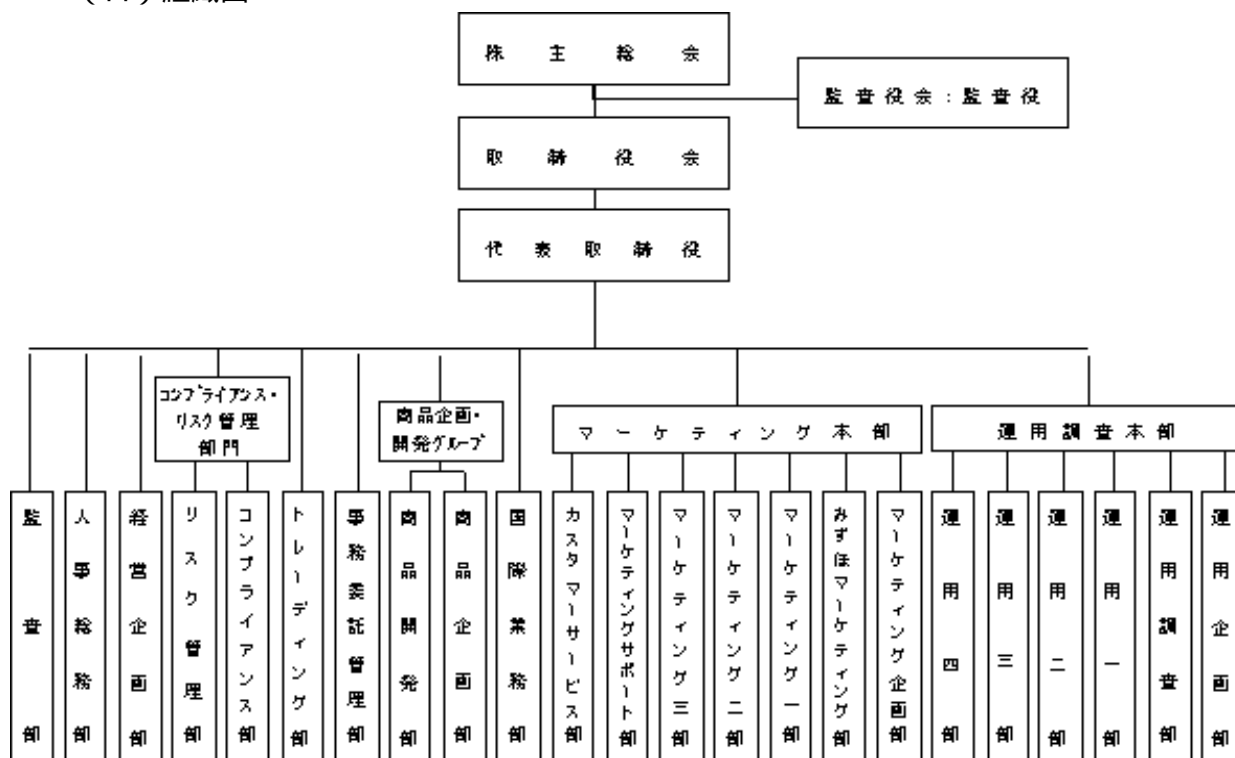 株主総会
監査役会：監査役
取締役会
代表取締役
コンプライアンス・
リスク管理
部門
商品企画・
開発グループ
マーケティング本部
運用調査本部
監査部
人事総務部
経営企画部
リスク管理部
コンプライアンス部
トレーディング部
事務委託管理部
商品開発部
商品企画部
国際業務部
カスタマーサービス部
マーケティングサポート部
マーケティング三部
マーケティング二部
マーケティング一部
みずほマーケティング部
マーケティング企画部
運用四部
運用三部
運用二部
運用一部
運用調査部
運用企画部